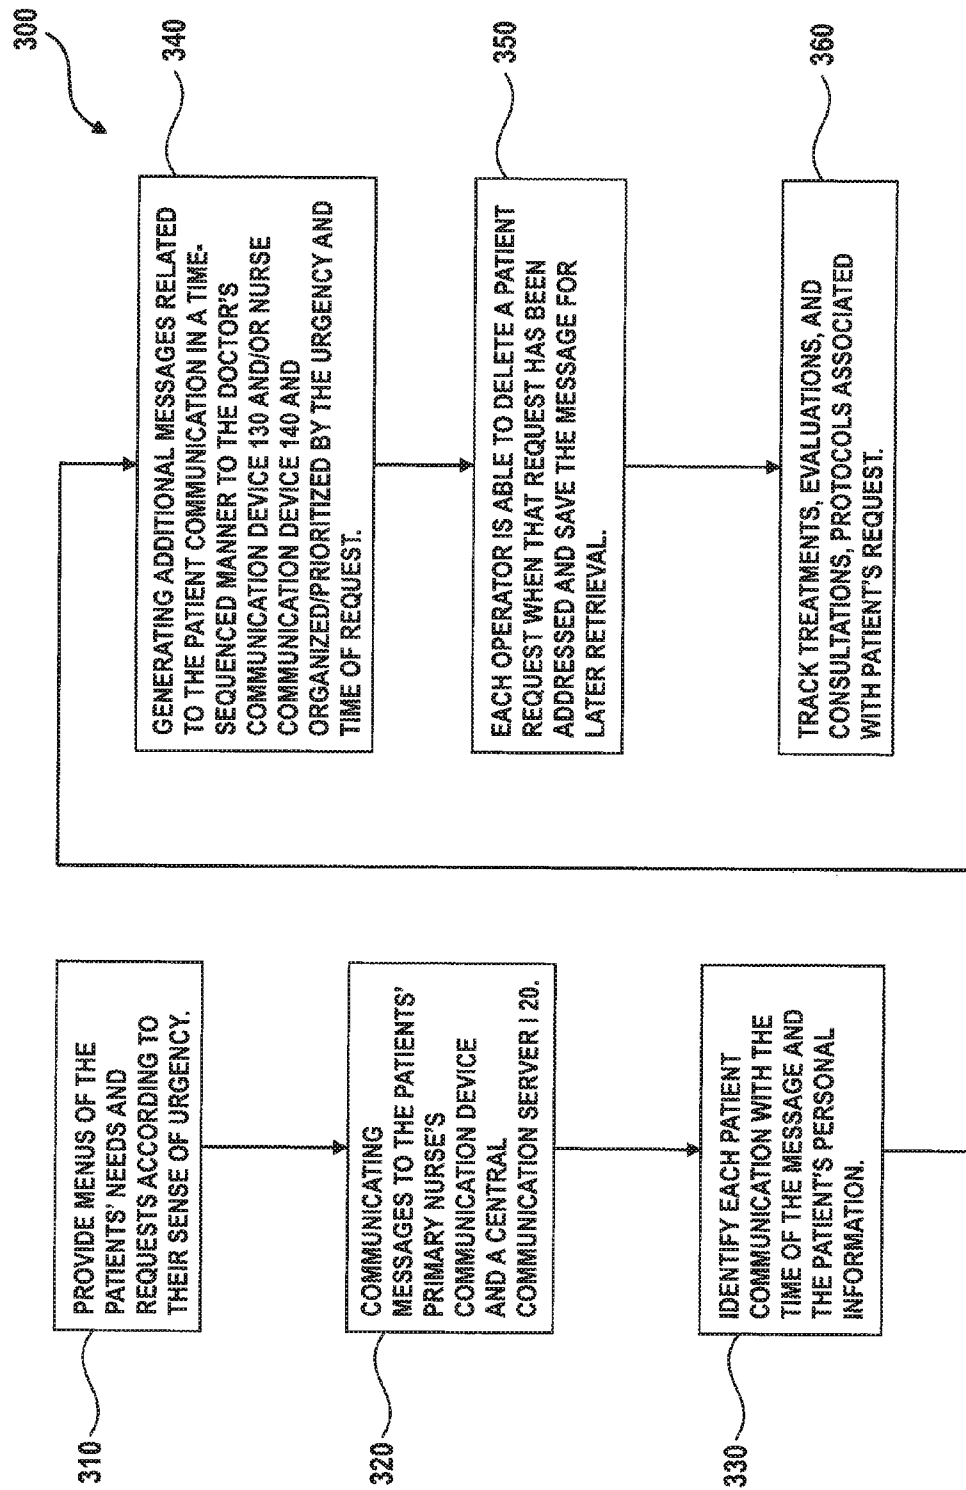 300
310
PROVIDE MENUS OF THE
PATIENTS' NEEDS AND
REQUESTS ACCORDING TO
THEIR SENSE OF URGENCY.
320
COMMUNICATING
MESSAGES TO THE PATIENTS'
PRIMARY NURSE'S
COMMUNICATION DEVICE
AND A CENTRAL
COMMUNICATION SERVER I 20.
330
IDENTIFY EACH PATIENT
COMMUNICATION WITH THE
TIME OF THE MESSAGE AND
THE PATIENT'S PERSONAL
INFORMATION.
340
GENERATING ADDITIONAL MESSAGES RELATED
TO THE PATIENT COMMUNICATION IN A TIME-
SEQUENCED MANNER TO THE DOCTOR'S
COMMUNICATION DEVICE 130 AND/OR NURSE
COMMUNICATION DEVICE 140 AND
ORGANIZED/PRIORITIZED BY THE URGENCY AND
TIME OF REQUEST.
350
EACH OPERATOR IS ABLE TO DELETE A PATIENT
REQUEST WHEN THAT REQUEST HAS BEEN
ADDRESSED AND SAVE THE MESSAGE FOR
LATER RETRIEVAL.
360
TRACK TREATMENTS, EVALUATIONS, AND
CONSULTATIONS, PROTOCOLS ASSOCIATED
WITH PATIENT'S REQUEST.